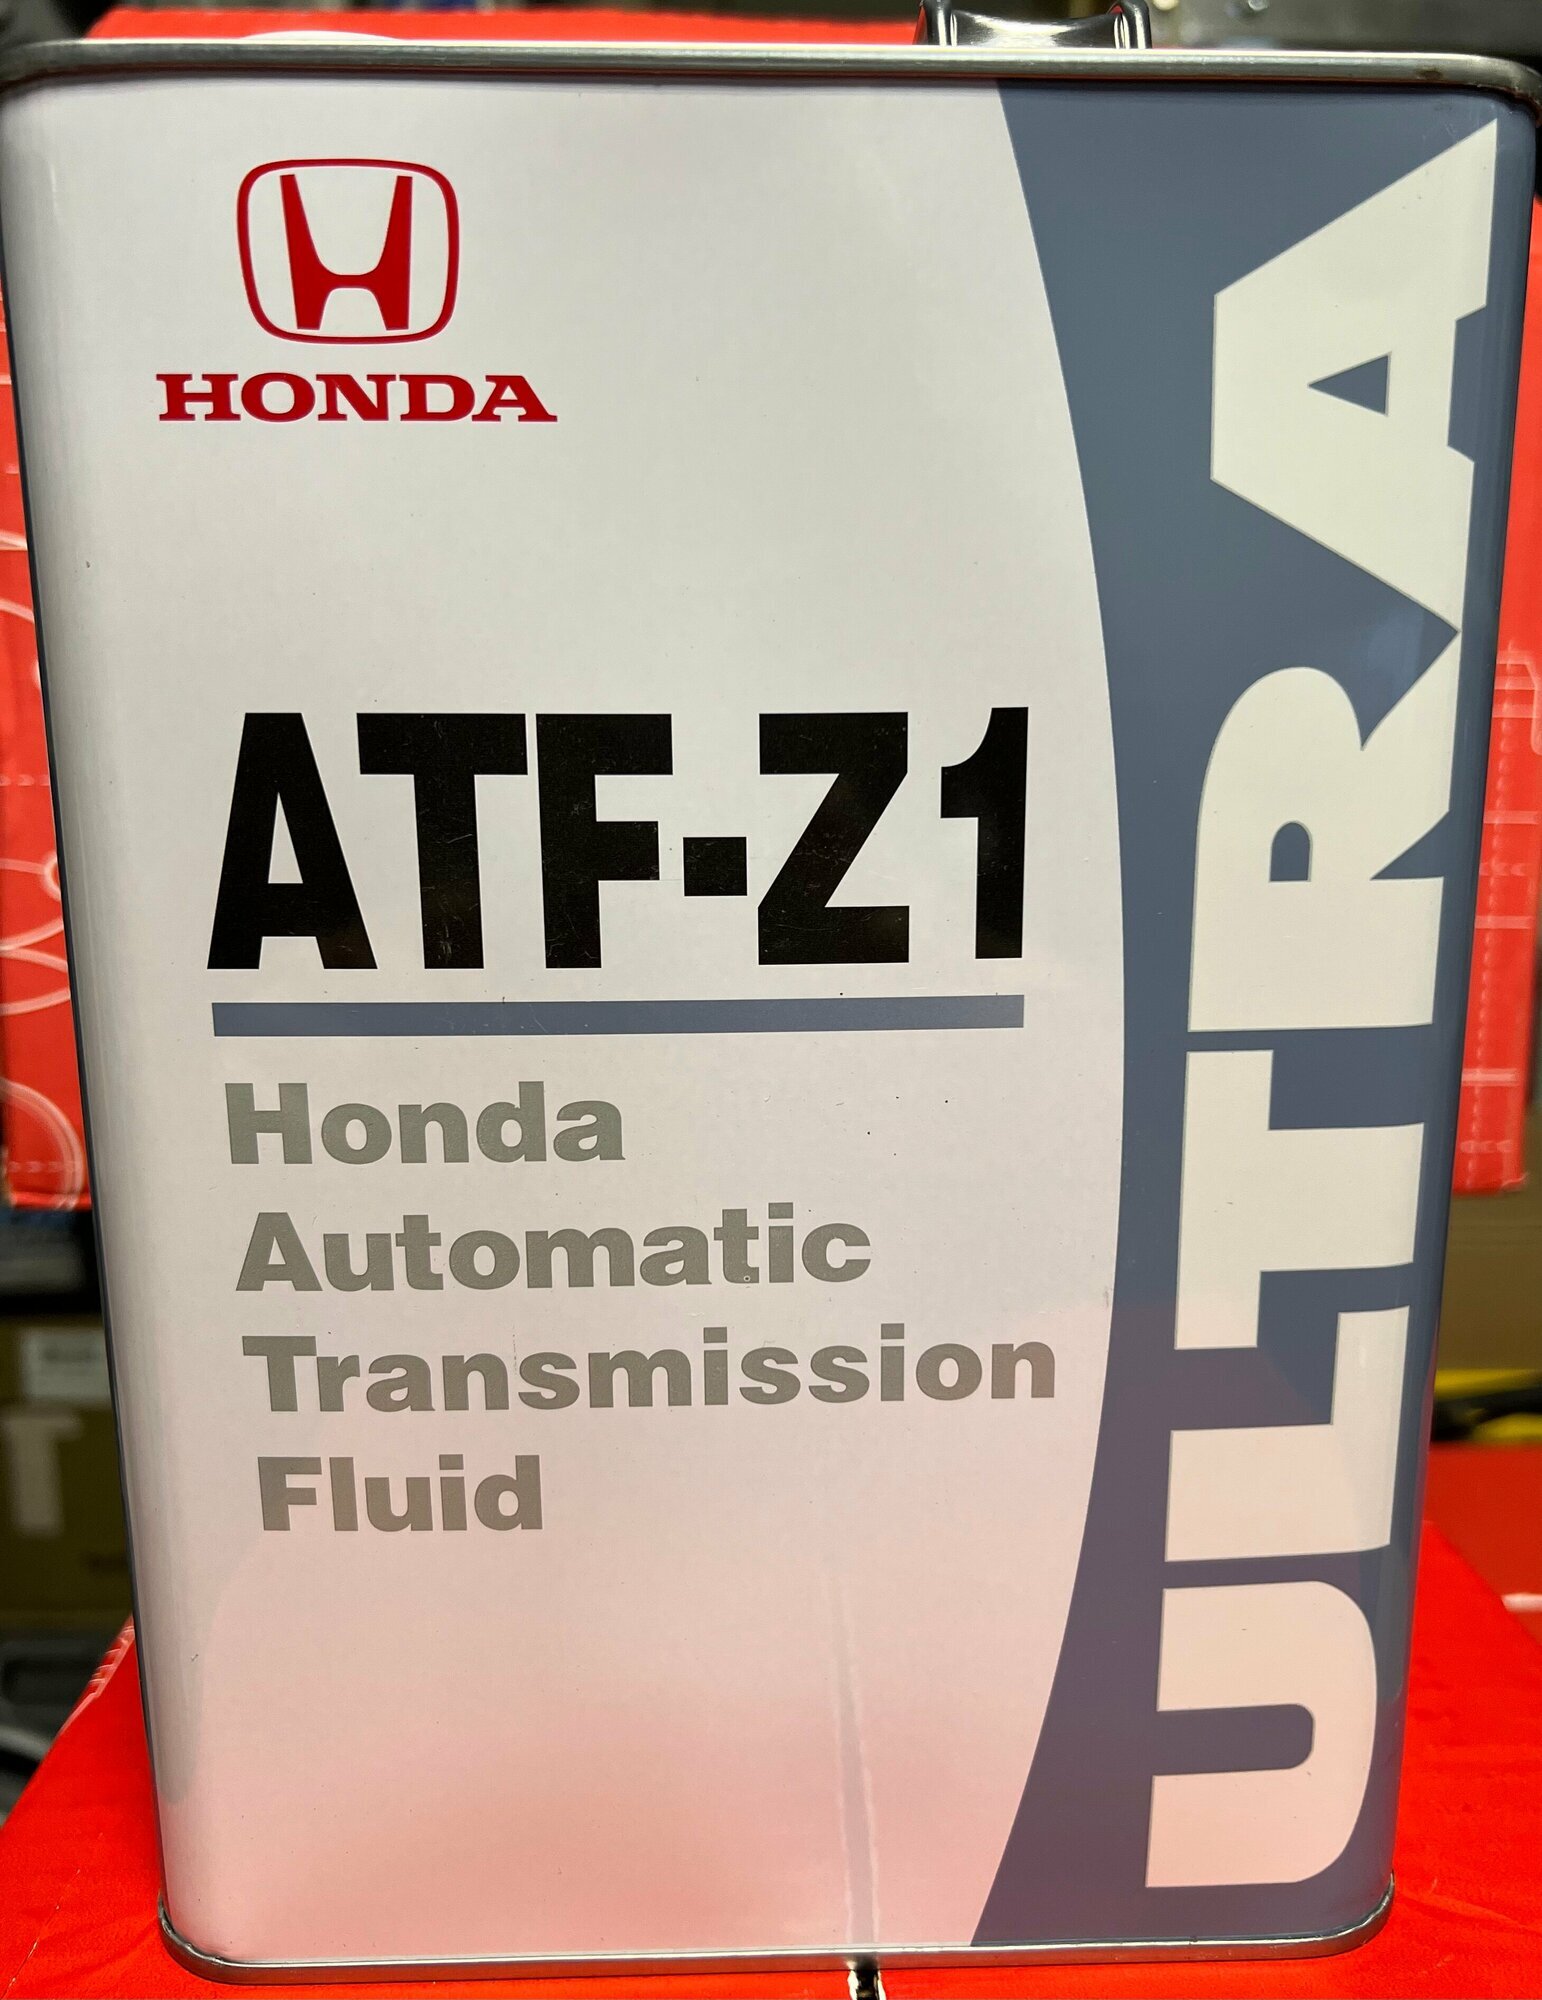 HONDA
ATF-Z1
Honda
Automatic
Transmission
Fluid
ULTRA